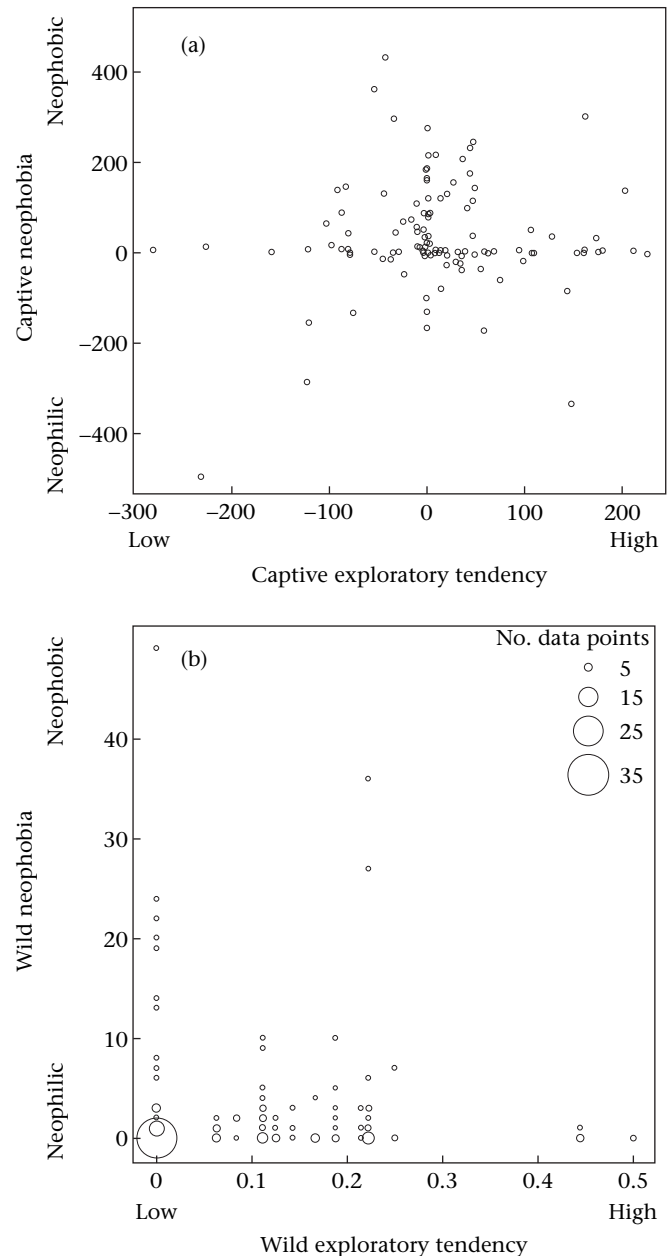 (a)
Neophobic
Captive neophobia
Neophilic
400
200
0
−200
−400
−300 −200 −100 0 100 200
Low High
Captive exploratory tendency
(b)
No. data points
5
15
25
35
Neophobic
Wild neophobia
Neophilic
40
30
20
10
0
0 0.1 0.2 0.3 0.4 0.5
Low High
Wild exploratory tendency